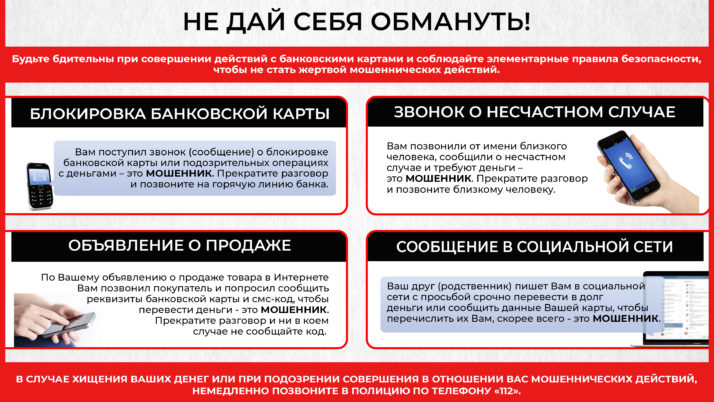 НЕ ДАЙ СЕБЯ ОБМАНУТЬ!
Будьте бдительны при совершении действий с банковскими картами и соблюдайте элементарные правила безопасности,
чтобы не стать жертвой мошеннических действий.
БЛОКИРОВКА БАНКОВСКОЙ КАРТЫ
Вам поступил звонок (сообщение) о блокировке
банковской карты или подозрительных операциях
с деньгами – это МОШЕННИК. Прекратите разговор
и позвоните на горячую линию банка.
ЗВОНОК О НЕСЧАСТНОМ СЛУЧАЕ
Вам позвонили от имени близкого
человека, сообщили о несчастном
случае и требуют деньги –
это МОШЕННИК. Прекратите разговор
и позвоните близкому человеку.
ОБЪЯВЛЕНИЕ О ПРОДАЖЕ
По Вашему объявлению о продаже товара в Интернете
Вам позвонил покупатель и попросил сообщить
реквизиты банковской карты и смс-код, чтобы
перевести деньги - это МОШЕННИК.
Прекратите разговор и ни в коем
случае не сообщайте код.
СООБЩЕНИЕ В СОЦИАЛЬНОЙ СЕТИ
Ваш друг (родственник) пишет Вам в социальной
сети с просьбой срочно перевести в долг
деньги или сообщить данные Вашей карты, чтобы
перечислить их Вам, скорее всего - это МОШЕННИК.
В СЛУЧАЕ ХИЩЕНИЯ ВАШИХ ДЕНЕГ ИЛИ ПРИ ПОДОЗРЕНИИ СОВЕРШЕНИЯ В ОТНОШЕНИИ ВАС МОШЕННИЧЕСКИХ ДЕЙСТВИЙ,
НЕМЕДЛЕННО ПОЗВОНИТЕ В ПОЛИЦИЮ ПО ТЕЛЕФОНУ «112».